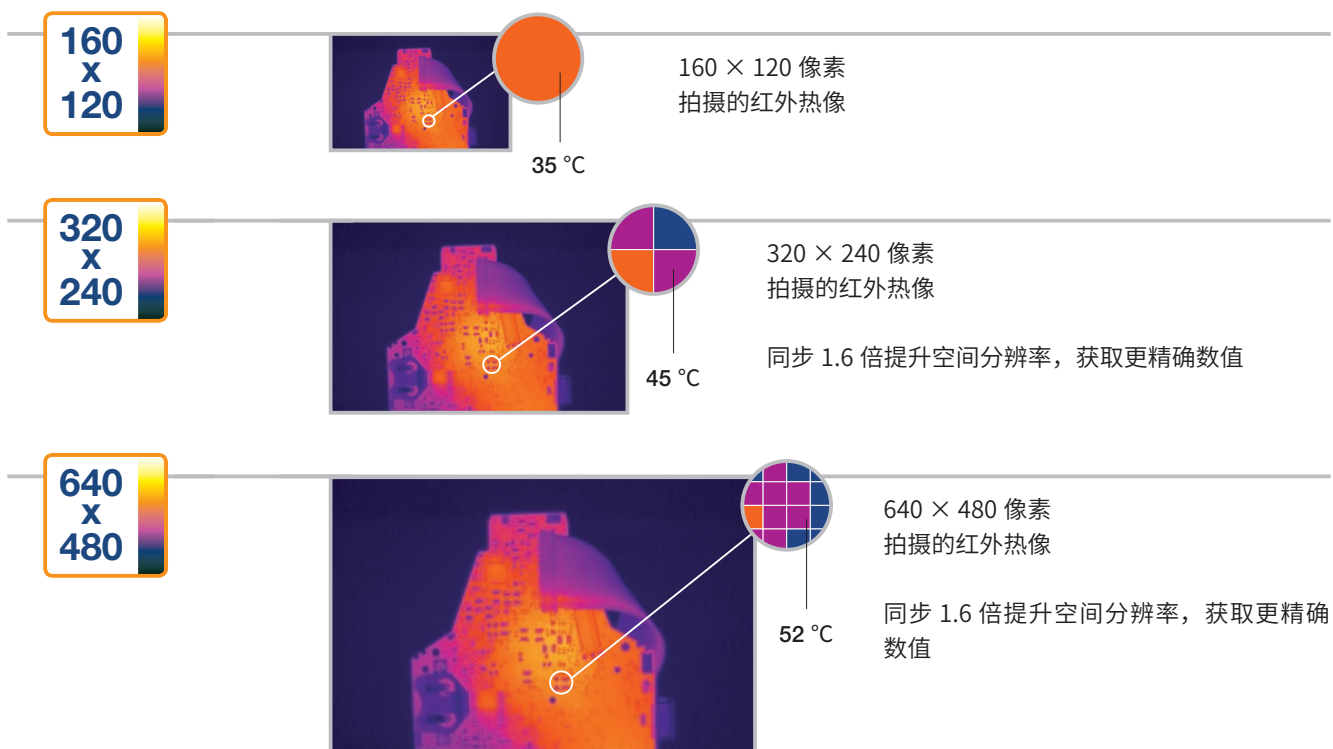 160
x
120
160 × 120 像素
拍摄的红外热像
35 °C
320
x
240
320 × 240 像素
拍摄的红外热像
同步 1.6 倍提升空间分辨率，获取更精确数值
45 °C
640
x
480
640 × 480 像素
拍摄的红外热像
同步 1.6 倍提升空间分辨率，获取更精确
数值
52 °C